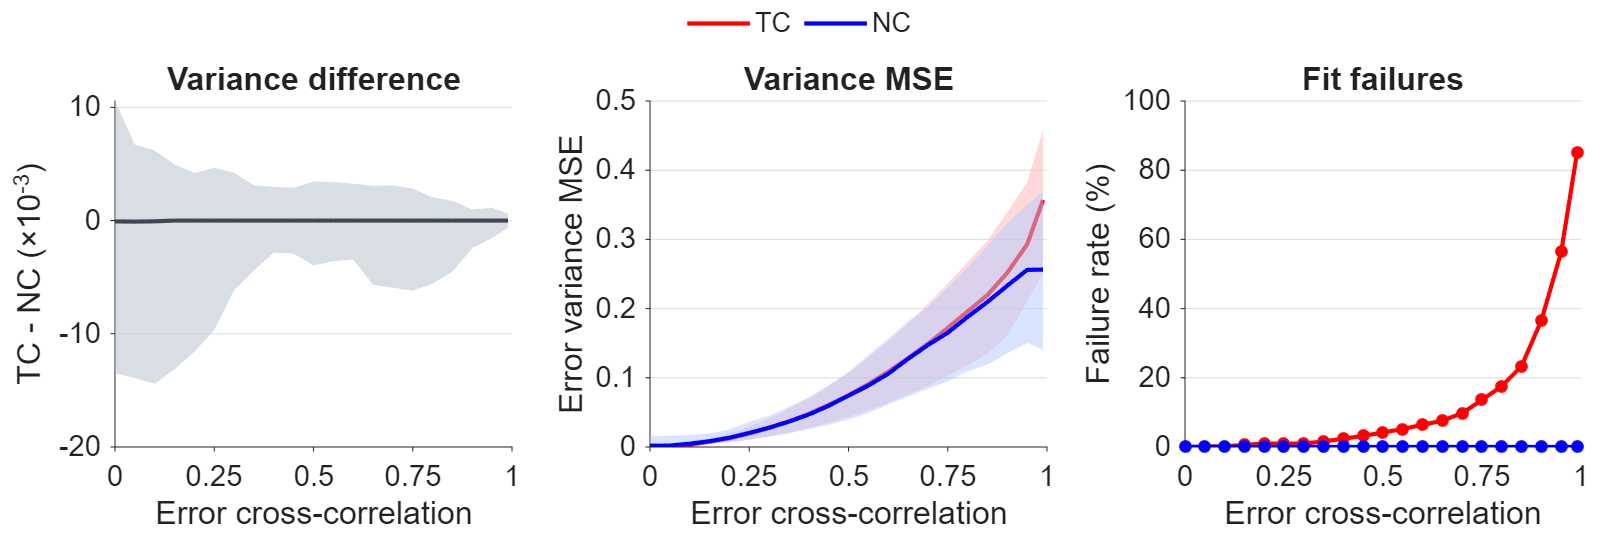 TC NC
Variance difference
TC - NC (×10⁻³)
10
0
-10
-20
0 0.25 0.5 0.75 1
Error cross-correlation
Variance MSE
Error variance MSE
0.5
0.4
0.3
0.2
0.1
0
0 0.25 0.5 0.75 1
Error cross-correlation
Fit failures
Failure rate (%)
100
80
60
40
20
0
0 0.25 0.5 0.75 1
Error cross-correlation